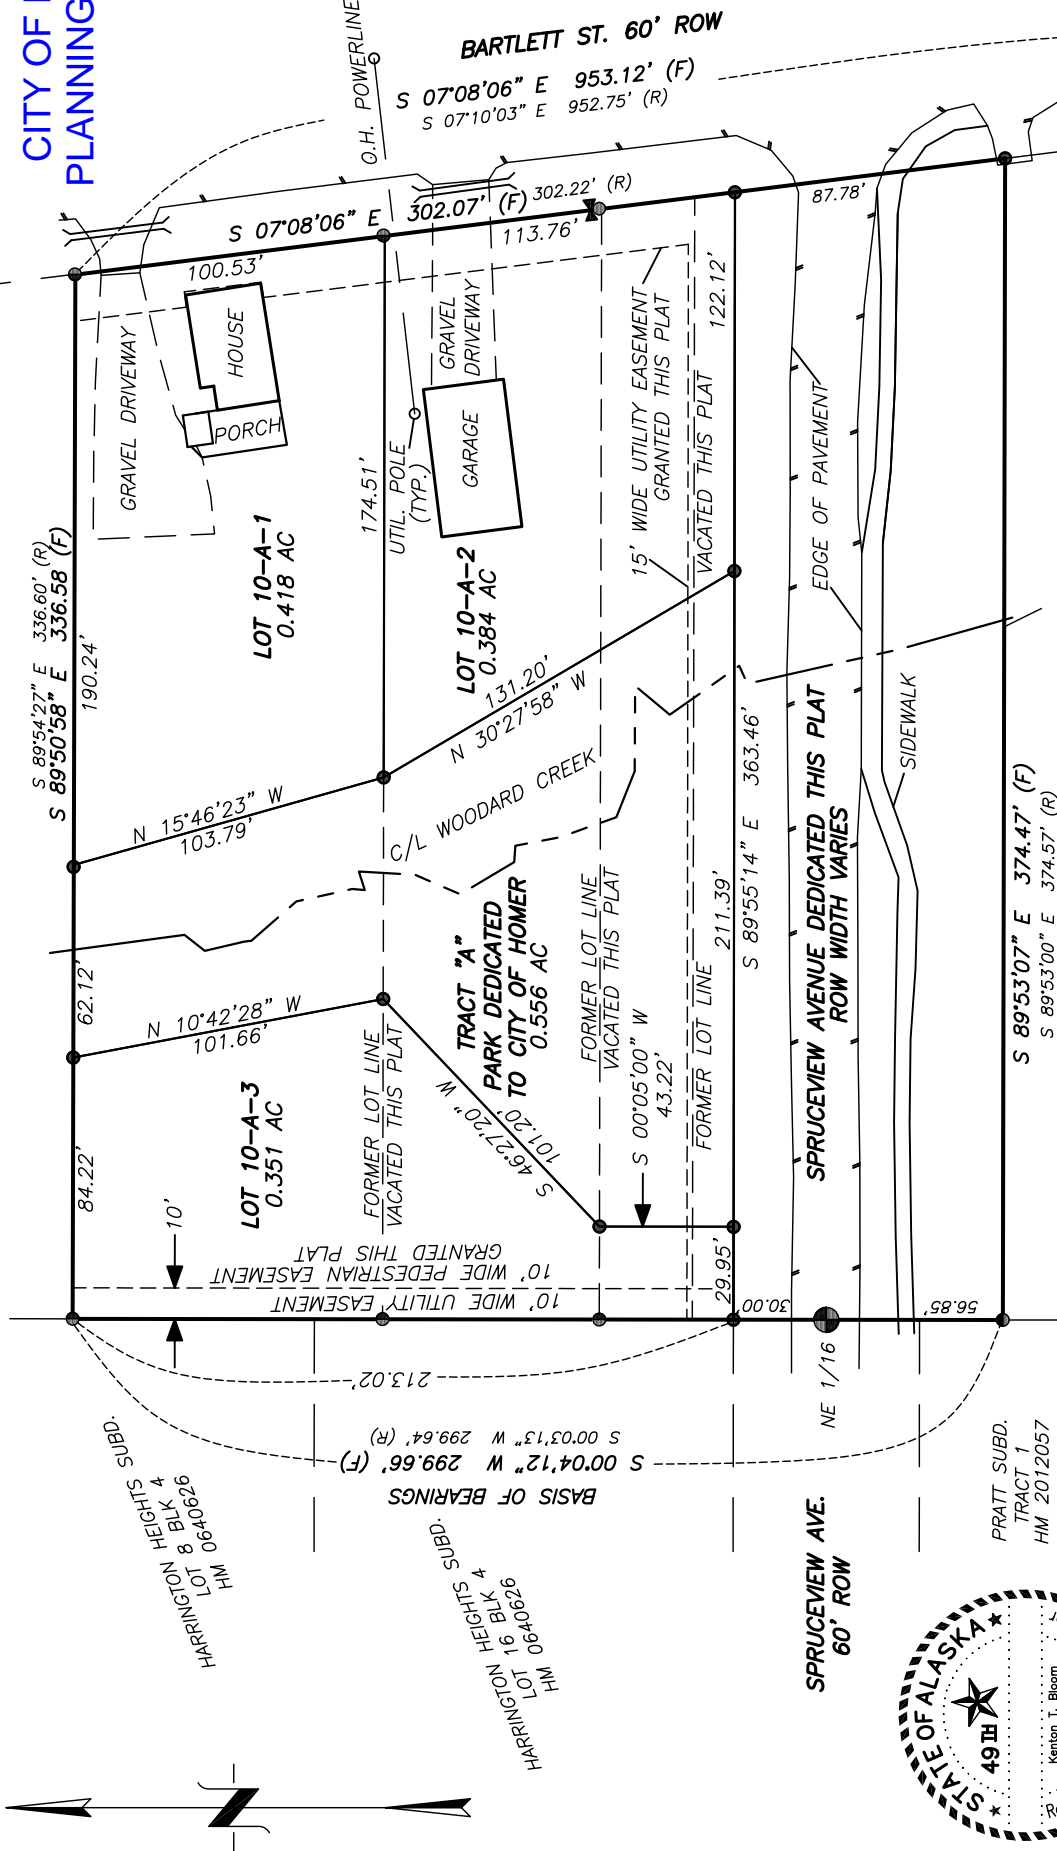 CITY OF
PLANNING
BARTLETT ST. 60' ROW
S 07°08'06" E 953.12' (F)
S 07°10'03" E 952.75' (R)
O.H. POWERLINE
S 07°08'06" E 302.07' (F)
302.22' (R)
100.53'
113.76'
87.78'
S 89°54'27" E 336.60' (R)
S 89°50'58" E 336.58 (F)
190.24'
62.12'
84.22'
GRAVEL DRIVEWAY
HOUSE
PORCH
LOT 10-A-1
0.418 AC
174.51'
UTIL. POLE
(TYP.)
GRAVEL
DRIVEWAY
GARAGE
LOT 10-A-2
0.384 AC
15' WIDE UTILITY EASEMENT
GRANTED THIS PLAT
122.12'
VACATED THIS PLAT
FORMER LOT LINE
EDGE OF PAVEMENT
SIDEWALK
N 15°46'23" W
103.79'
131.20'
N 30°27'58" W
C/L WOODARD CREEK
N 10°42'28" W
101.66'
TRACT "A"
PARK DEDICATED
TO CITY OF HOMER
0.556 AC
FORMER LOT LINE
VACATED THIS PLAT
FORMER LOT LINE
VACATED THIS PLAT
S 46°27'20" W
101.20'
S 00°05'00" W
43.22'
211.39'
S 89°55'14" E 363.46'
29.95'
LOT 10-A-3
0.351 AC
10'
10' WIDE PEDESTRIAN EASEMENT
GRANTED THIS PLAT
10' WIDE UTILITY EASEMENT
SPRUCEVIEW AVENUE DEDICATED THIS PLAT
ROW WIDTH VARIES
30.00'
56.85'
NE 1/16
S 89°53'07" E 374.47' (F)
S 89°53'00" E 374.57' (R)
213.02'
S 00°03'13" W 299.64' (R)
S 00°04'12" W 299.66' (F)
BASIS OF BEARINGS
HARRINGTON HEIGHTS SUBD.
LOT 8 BLK 4
HM 0640626
HARRINGTON HEIGHTS SUBD.
LOT 16 BLK 4
HM 0640626
SPRUCEVIEW AVE.
60' ROW
PRATT SUBD.
TRACT 1
HM 2012057
N
STATE OF ALASKA
49TH
Kenton T. Bloom